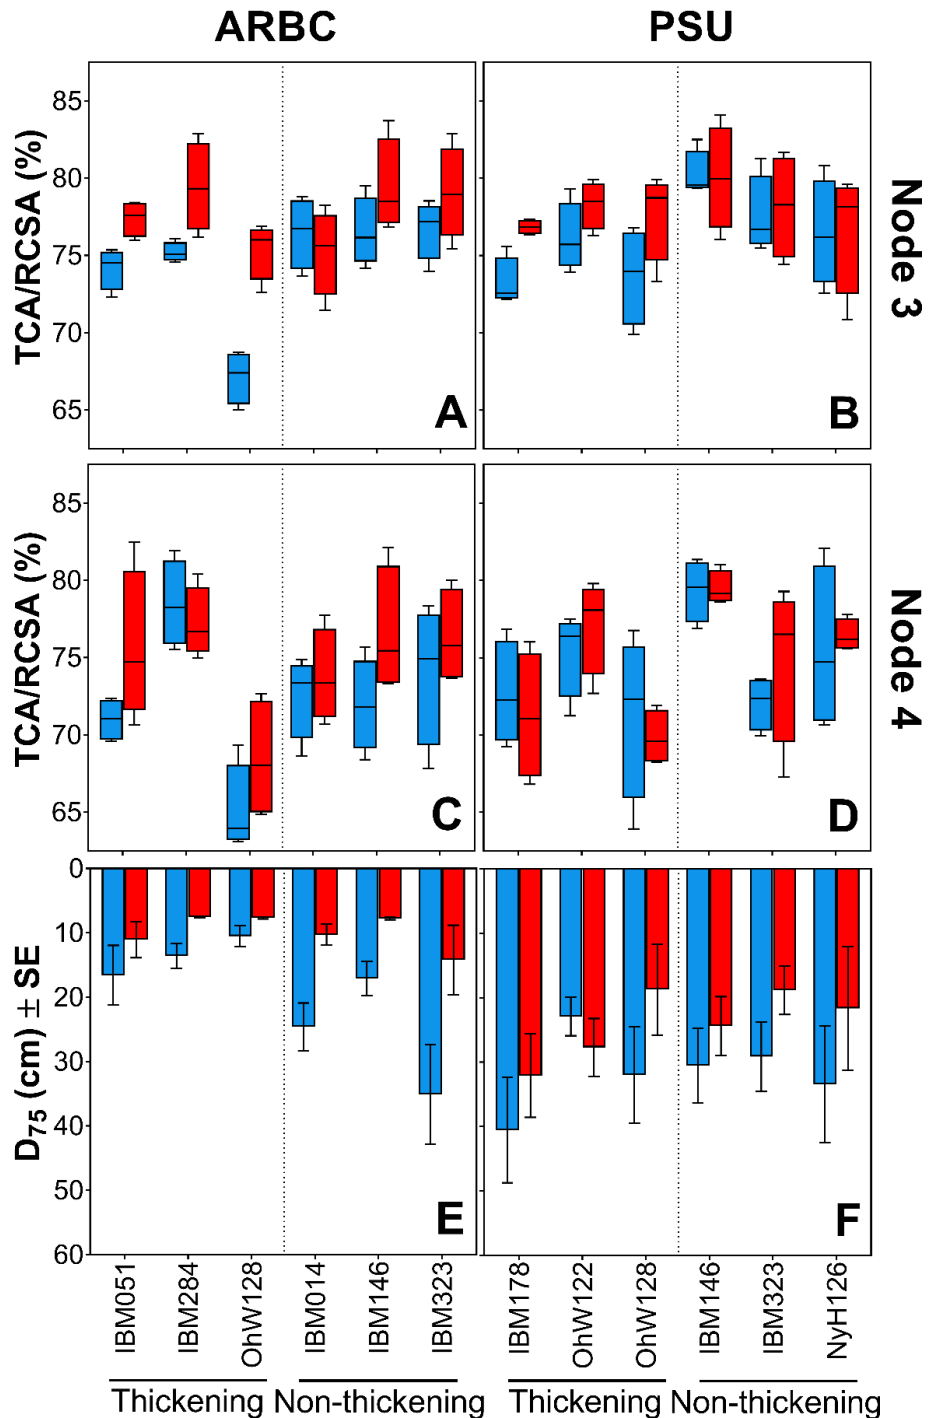 ARBC PSU
TCA/RCSA (%)
85
80
75
70
65
A
B
Node 3
TCA/RCSA (%)
85
80
75
70
65
C
D
Node 4
D75 (cm) ± SE
0
10
20
30
40
50
60
E
F
IBM051
IBM284
OhW128
IBM014
IBM146
IBM323
IBM178
OhW122
OhW128
IBM146
IBM323
NyH126
Thickening Non-thickening Thickening Non-thickening